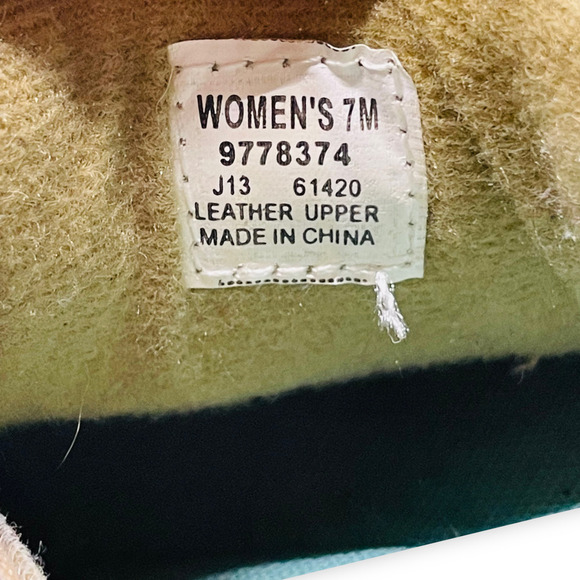 WOMEN'S 7M
9778374
J13 61420
LEATHER UPPER
MADE IN CHINA